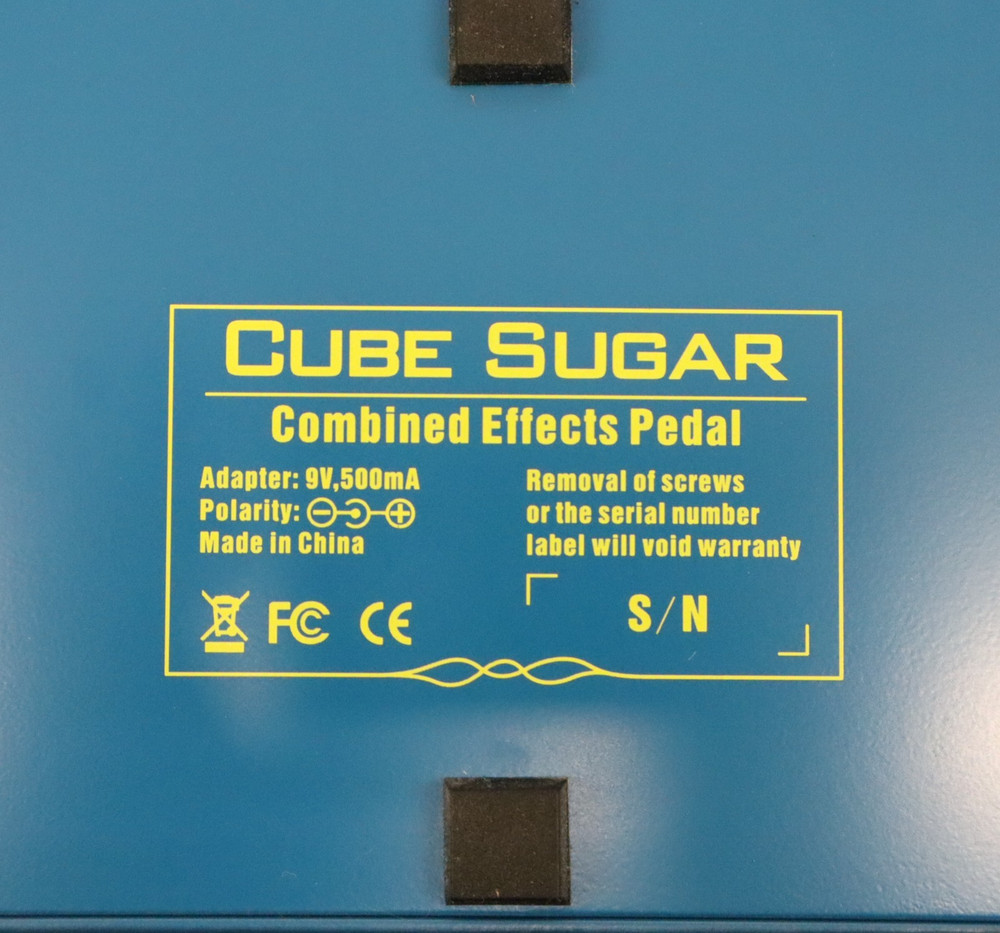 CUBE SUGAR
Combined Effects Pedal
Adapter: 9V,500mA
Polarity:
Made in China
Removal of screws
or the serial number
label will void warranty
FC CE
S/N